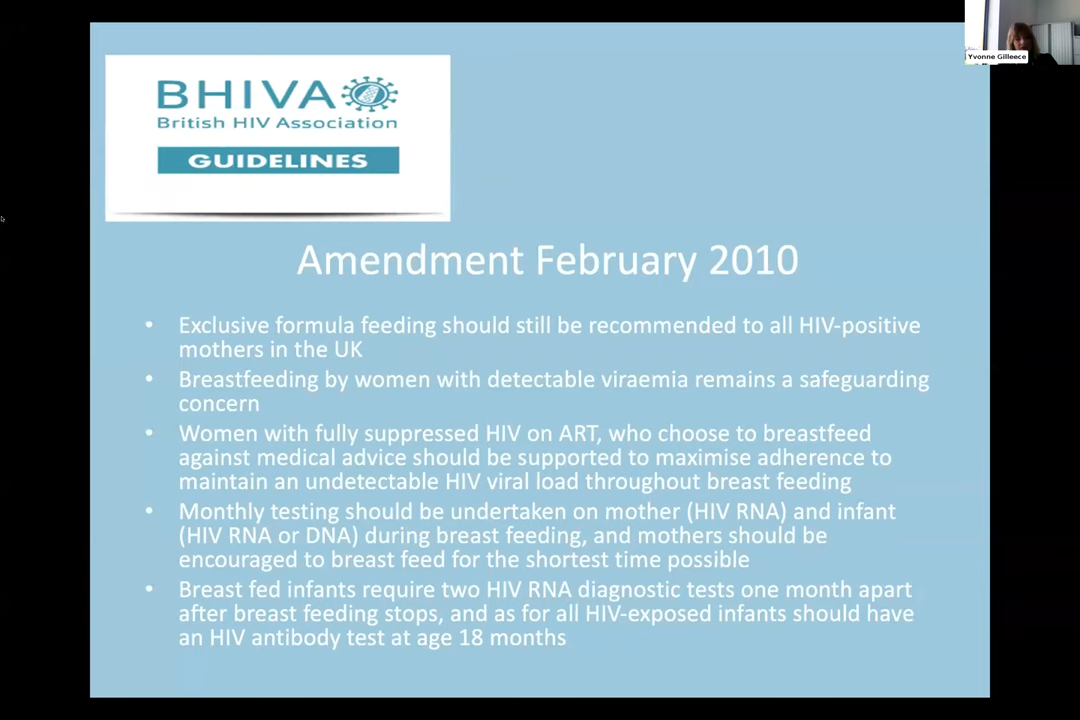 Yvonne Gilleece
BHIVA
British HIV Association
GUIDELINES
Amendment February 2010
• Exclusive formula feeding should still be recommended to all HIV-positive
mothers in the UK
• Breastfeeding by women with detectable viraemia remains a safeguarding
concern
• Women with fully suppressed HIV on ART, who choose to breastfeed
against medical advice should be supported to maximise adherence to
maintain an undetectable HIV viral load throughout breast feeding
• Monthly testing should be undertaken on mother (HIV RNA) and infant
(HIV RNA or DNA) during breast feeding, and mothers should be
encouraged to breast feed for the shortest time possible
• Breast fed infants require two HIV RNA diagnostic tests one month apart
after breast feeding stops, and as for all HIV-exposed infants should have
an HIV antibody test at age 18 months